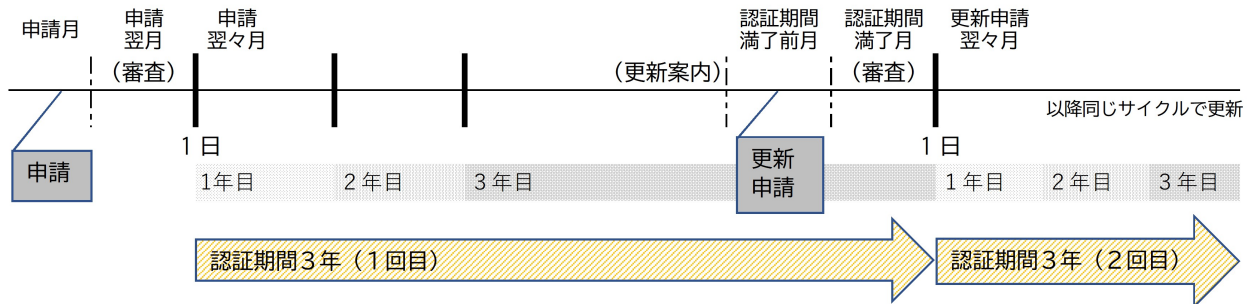 申請月
申請
翌月
（審査）
申請
翌々月
（更新案内）
認証期間
満了前月
認証期間
満了月
（審査）
更新申請
翌々月
以降同じサイクルで更新
申請
１日
更新
申請
１日
1年目
２年目
３年目
１年目
２年目
３年目
認証期間３年（１回目）
認証期間３年（２回目）